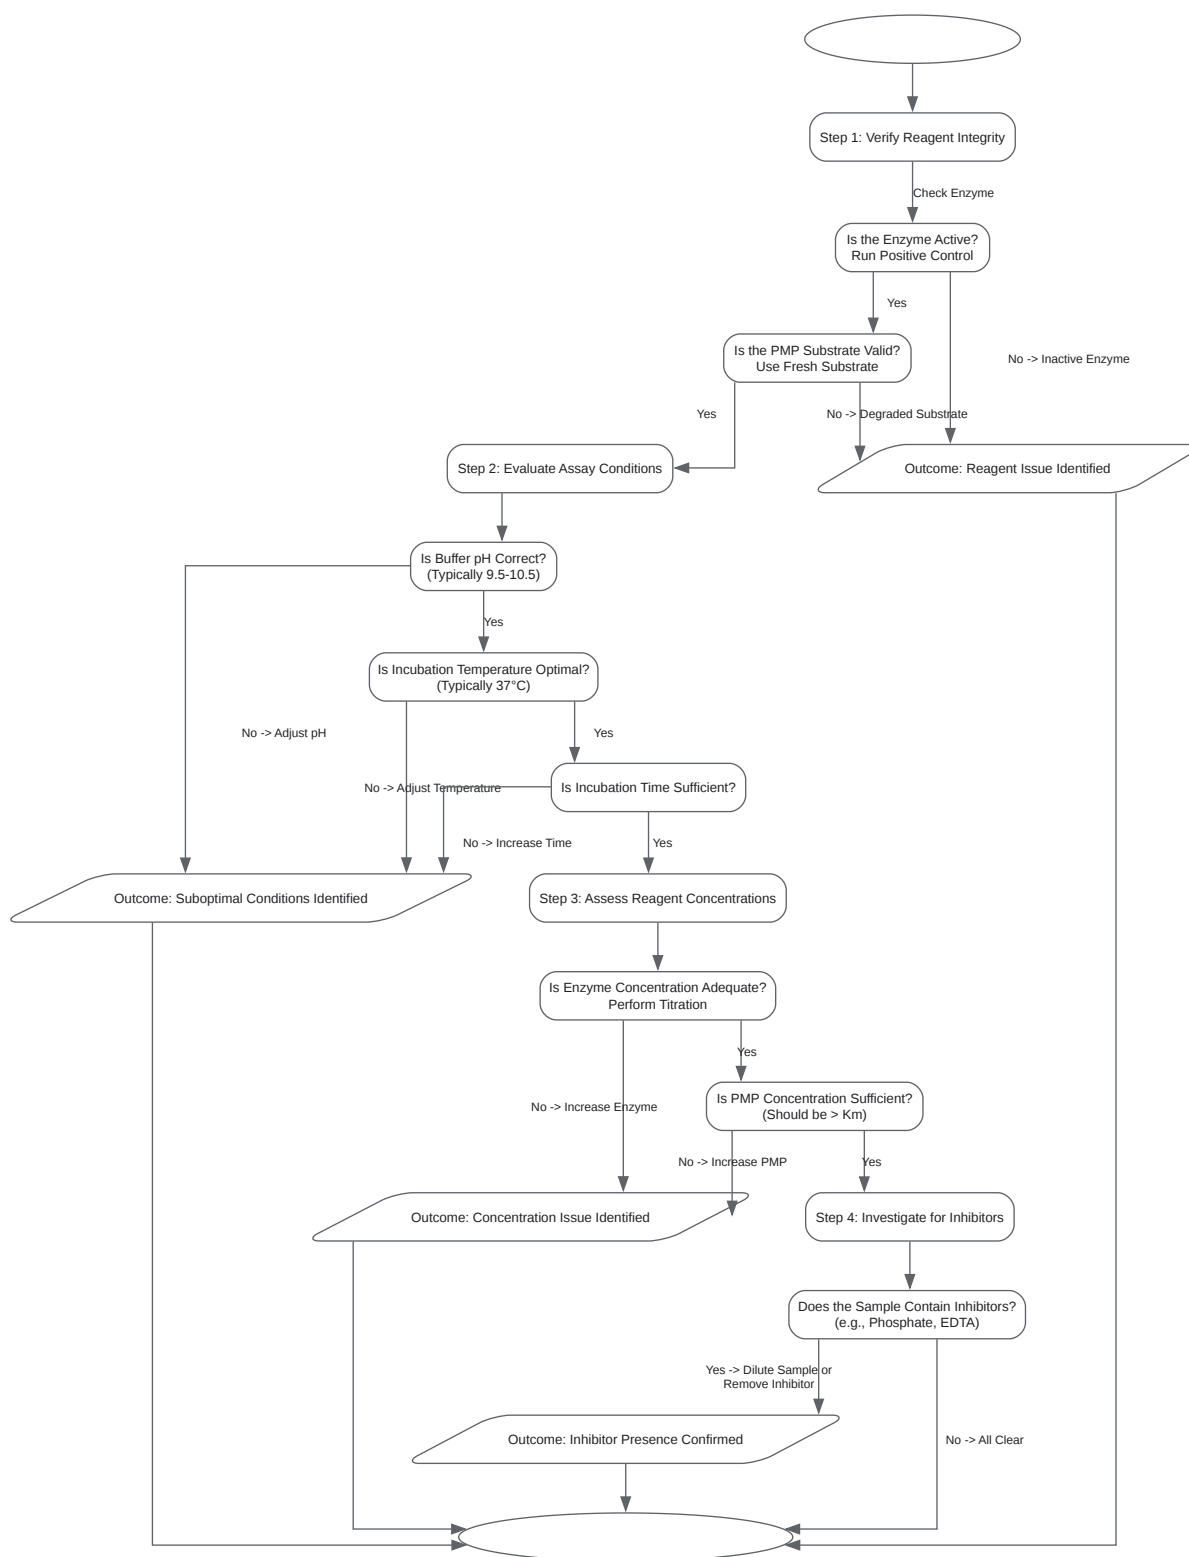 Step 1: Verify Reagent Integrity
Check Enzyme
Is the Enzyme Active?
Run Positive Control
Yes
Is the PMP Substrate Valid?
Use Fresh Substrate
No -> Inactive Enzyme
Yes
No -> Degraded Substrate
Step 2: Evaluate Assay Conditions
Outcome: Reagent Issue Identified
Is Buffer pH Correct?
(Typically 9.5-10.5)
Yes
Is Incubation Temperature Optimal?
(Typically 37°C)
No -> Adjust pH
Yes
No -> Adjust Temperature
Is Incubation Time Sufficient?
No -> Increase Time
Yes
Outcome: Suboptimal Conditions Identified
Step 3: Assess Reagent Concentrations
Is Enzyme Concentration Adequate?
Perform Titration
Yes
No -> Increase Enzyme
Is PMP Concentration Sufficient?
(Should be > Km)
No -> Increase PMP
Yes
Outcome: Concentration Issue Identified
Step 4: Investigate for Inhibitors
Does the Sample Contain Inhibitors?
(e.g., Phosphate, EDTA)
Yes -> Dilute Sample or
Remove Inhibitor
Outcome: Inhibitor Presence Confirmed
No -> All Clear